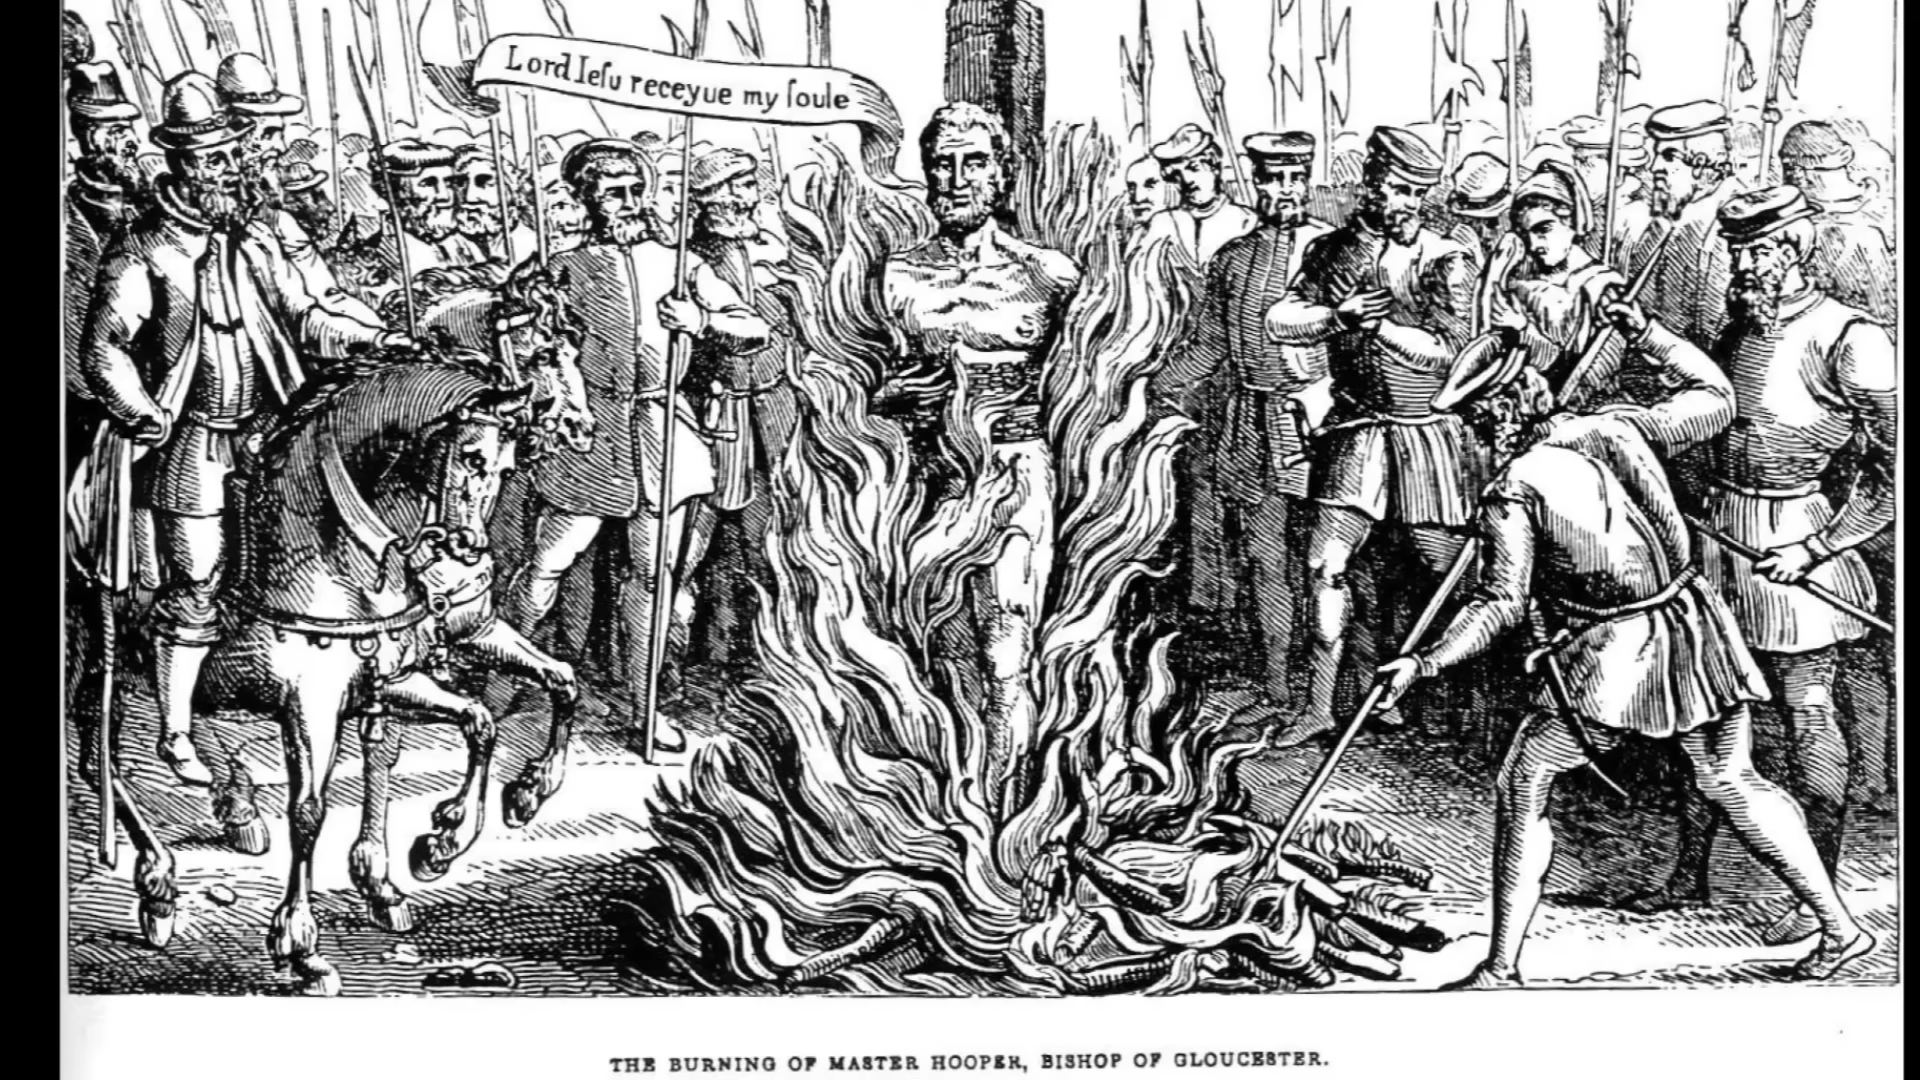 Lord Ieſu receyue my ſoule
THE BURNING OF MASTER HOOPER, BISHOP OF GLOUCESTER.